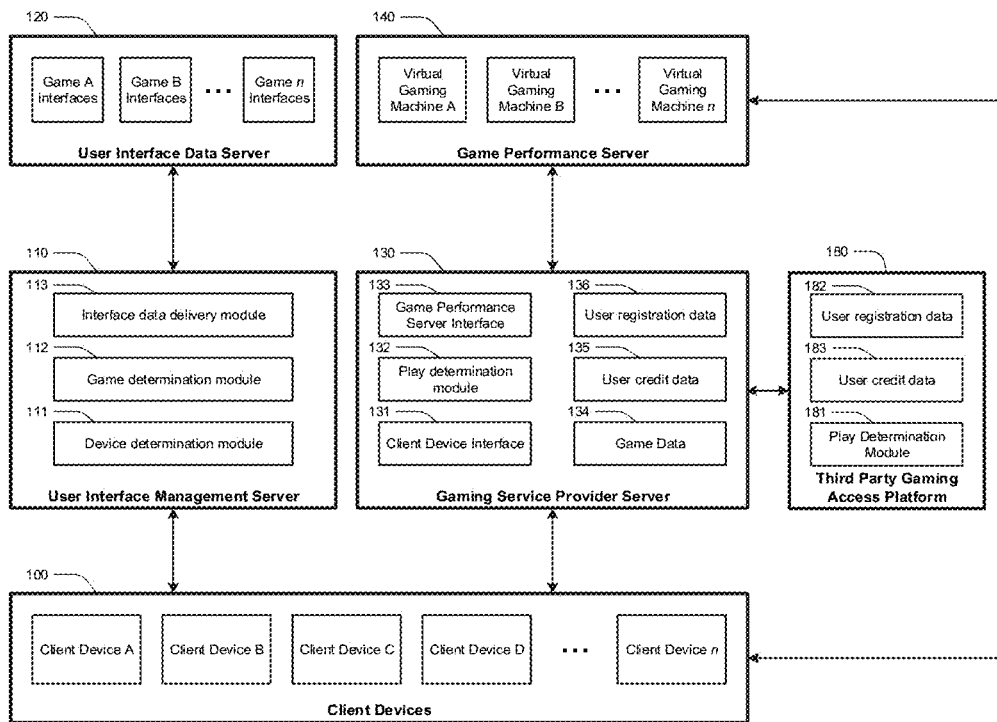 120
Game A
Interfaces
Game B
Interfaces
Game n
Interfaces
User Interface Data Server
140
Virtual
Gaming
Machine A
Virtual
Gaming
Machine B
Virtual
Gaming
Machine n
Game Performance Server
110
113
Interface data delivery module
112
Game determination module
111
Device determination module
User Interface Management Server
130
133
Game Performance
Server Interface
132
Play determination
module
131
Client Device Interface
136
User registration data
135
User credit data
134
Game Data
Gaming Service Provider Server
180
182
User registration data
183
User credit data
181
Play Determination
Module
Third Party Gaming
Access Platform
100
Client Device A
Client Device B
Client Device C
Client Device D
Client Device n
Client Devices